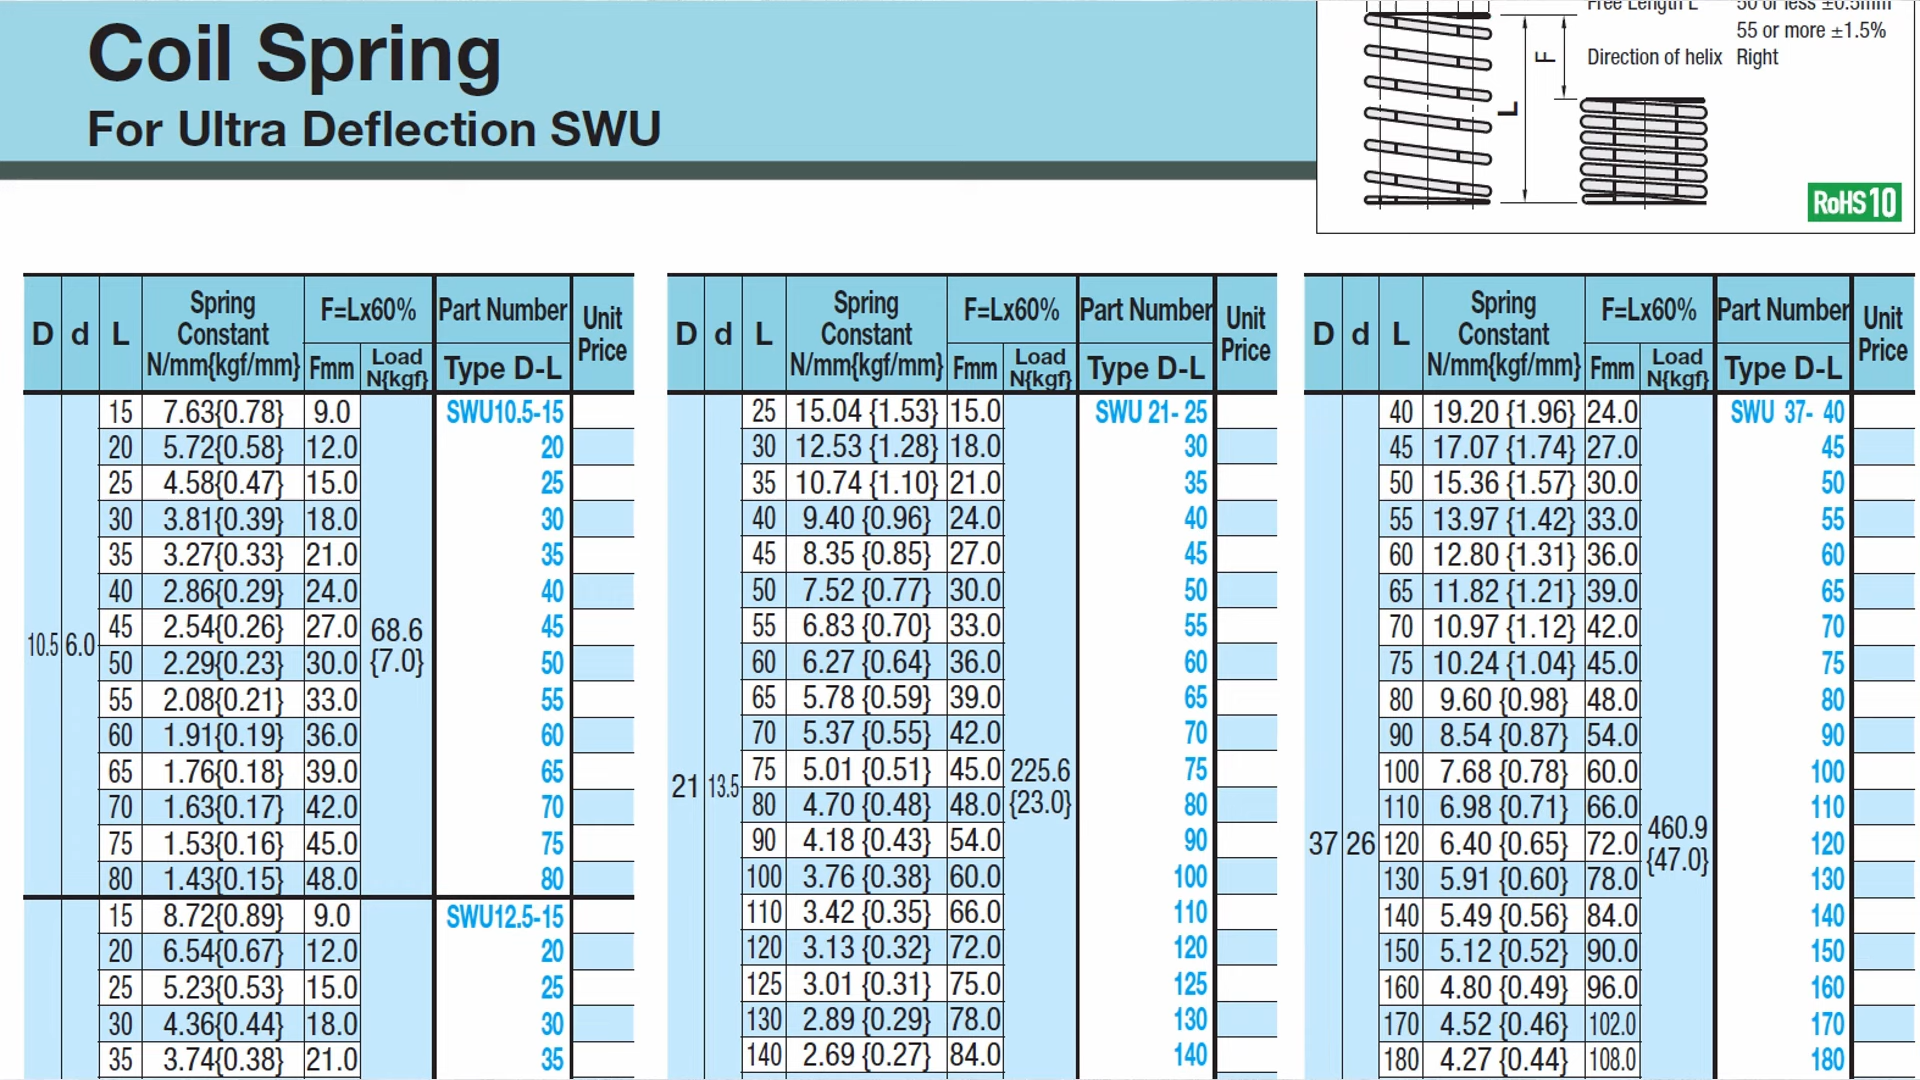 Coil Spring
For Ultra Deflection SWU
Free Length L 50 or less ±0.5mm
55 or more ±1.5%
Direction of helix Right
F
L
RoHS10
D d L Spring Constant N/mm{kgf/mm} F=Lx60% Fmm Load N{kgf} Part Number Type D-L Unit Price
10.5 6.0 68.6 {7.0}
15 7.63{0.78} 9.0 SWU10.5-15
20 5.72{0.58} 12.0 20
25 4.58{0.47} 15.0 25
30 3.81{0.39} 18.0 30
35 3.27{0.33} 21.0 35
40 2.86{0.29} 24.0 40
45 2.54{0.26} 27.0 45
50 2.29{0.23} 30.0 50
55 2.08{0.21} 33.0 55
60 1.91{0.19} 36.0 60
65 1.76{0.18} 39.0 65
70 1.63{0.17} 42.0 70
75 1.53{0.16} 45.0 75
80 1.43{0.15} 48.0 80
15 8.72{0.89} 9.0 SWU12.5-15
20 6.54{0.67} 12.0 20
25 5.23{0.53} 15.0 25
30 4.36{0.44} 18.0 30
35 3.74{0.38} 21.0 35
D d L Spring Constant N/mm{kgf/mm} F=Lx60% Fmm Load N{kgf} Part Number Type D-L Unit Price
21 13.5 225.6 {23.0}
25 15.04 {1.53} 15.0 SWU 21- 25
30 12.53 {1.28} 18.0 30
35 10.74 {1.10} 21.0 35
40 9.40 {0.96} 24.0 40
45 8.35 {0.85} 27.0 45
50 7.52 {0.77} 30.0 50
55 6.83 {0.70} 33.0 55
60 6.27 {0.64} 36.0 60
65 5.78 {0.59} 39.0 65
70 5.37 {0.55} 42.0 70
75 5.01 {0.51} 45.0 75
80 4.70 {0.48} 48.0 80
90 4.18 {0.43} 54.0 90
100 3.76 {0.38} 60.0 100
110 3.42 {0.35} 66.0 110
120 3.13 {0.32} 72.0 120
125 3.01 {0.31} 75.0 125
130 2.89 {0.29} 78.0 130
140 2.69 {0.27} 84.0 140
D d L Spring Constant N/mm{kgf/mm} F=Lx60% Fmm Load N{kgf} Part Number Type D-L Unit Price
37 26 460.9 {47.0}
40 19.20 {1.96} 24.0 SWU 37- 40
45 17.07 {1.74} 27.0 45
50 15.36 {1.57} 30.0 50
55 13.97 {1.42} 33.0 55
60 12.80 {1.31} 36.0 60
65 11.82 {1.21} 39.0 65
70 10.97 {1.12} 42.0 70
75 10.24 {1.04} 45.0 75
80 9.60 {0.98} 48.0 80
90 8.54 {0.87} 54.0 90
100 7.68 {0.78} 60.0 100
110 6.98 {0.71} 66.0 110
120 6.40 {0.65} 72.0 120
130 5.91 {0.60} 78.0 130
140 5.49 {0.56} 84.0 140
150 5.12 {0.52} 90.0 150
160 4.80 {0.49} 96.0 160
170 4.52 {0.46} 102.0 170
180 4.27 {0.44} 108.0 180